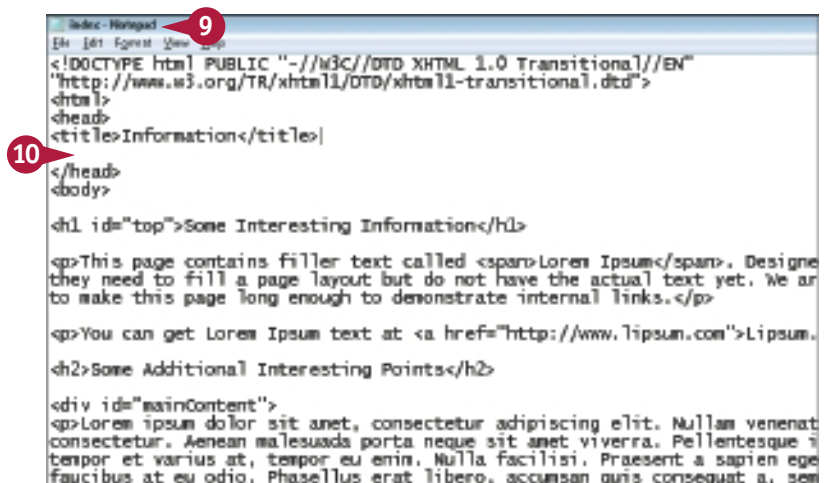 index - Notepad
9
File Edit Format View Help
<!DOCTYPE html PUBLIC "-//W3C//DTD XHTML 1.0 Transitional//EN"
"http://www.w3.org/TR/xhtml1/DTD/xhtml1-transitional.dtd">
<html>
<head>
<title>Information</title>
10
</head>
<body>
<h1 id="top">Some Interesting Information</h1>
<p>This page contains filler text called <span>Lorem Ipsum</span>. Designe
they need to fill a page layout but do not have the actual text yet. We ar
to make this page long enough to demonstrate internal links.</p>
<p>You can get Lorem Ipsum text at <a href="http://www.lipsum.com">Lipsum.
<h2>Some Additional Interesting Points</h2>
<div id="mainContent">
<p>Lorem ipsum dolor sit amet, consectetur adipiscing elit. Nullam venenat
consectetur. Aenean malesuada porta neque sit amet viverra. Pellentesque i
tempor et varius at, tempor eu enim. Nulla facilisi. Praesent a sapien ege
faucibus at eu odio. Phasellus erat libero, accumsan quis consequat a, sem